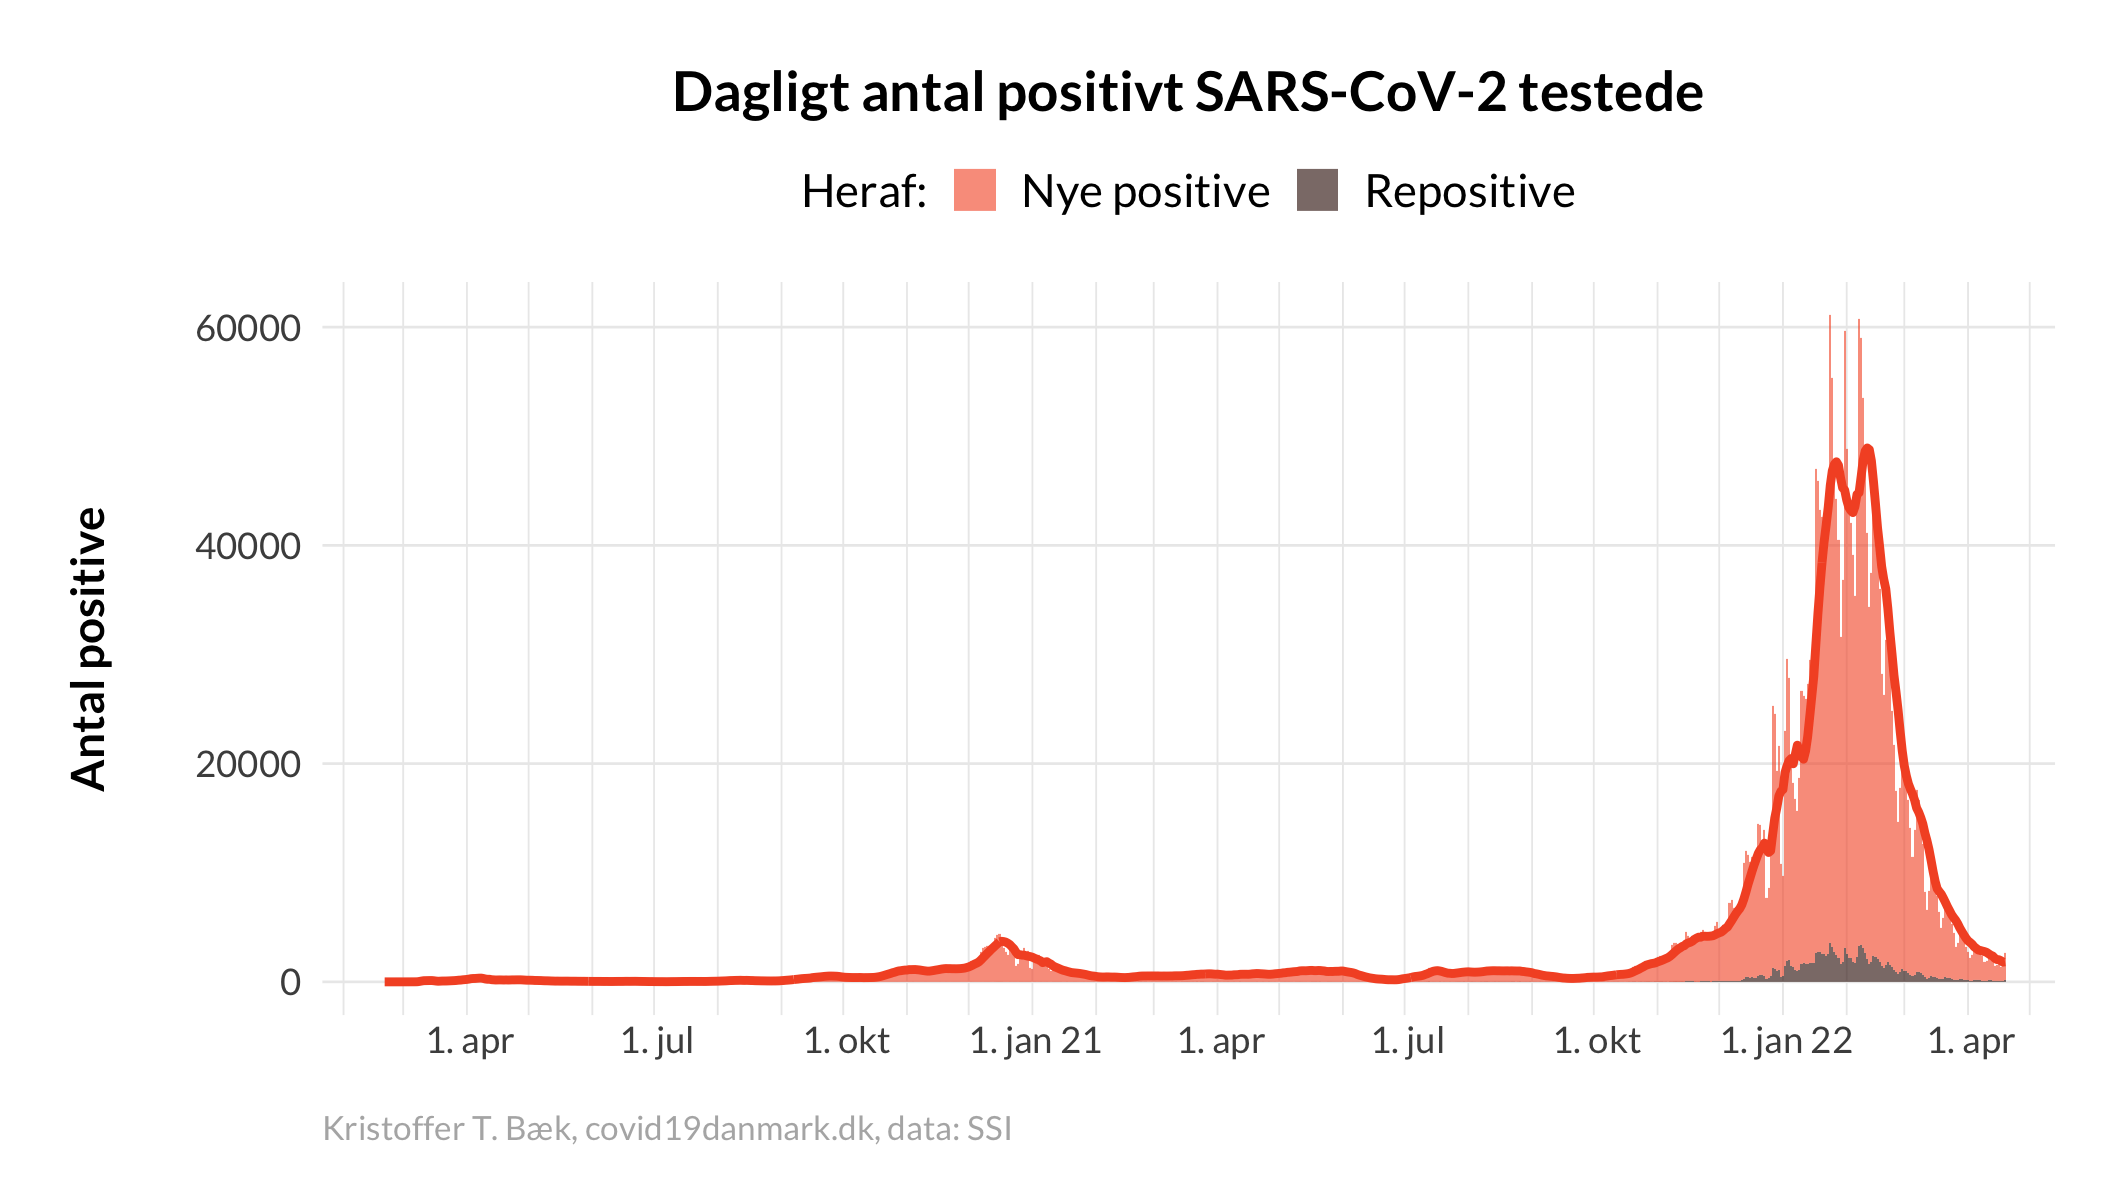 Dagligt antal positivt SARS-CoV-2 testede
Heraf: Nye positive Repositive
Antal positive
60000
40000
20000
0
1. apr 1. jul 1. okt 1. jan 21 1. apr 1. jul 1. okt 1. jan 22 1. apr
Kristoffer T. Bæk, covid19danmark.dk, data: SSI